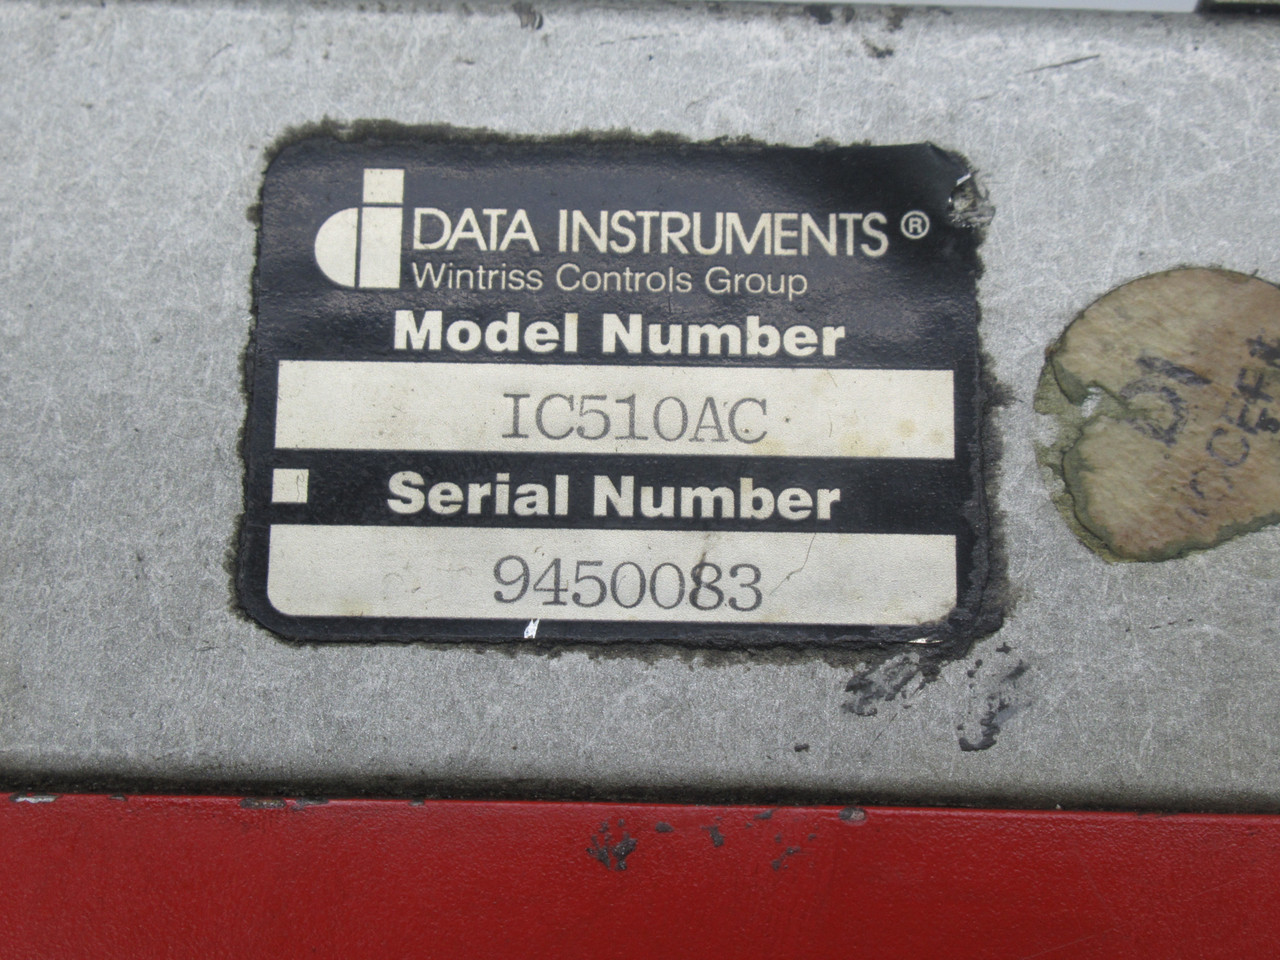 DATA INSTRUMENTS®
Wintriss Controls Group
Model Number
IC510AC
Serial Number
9450083